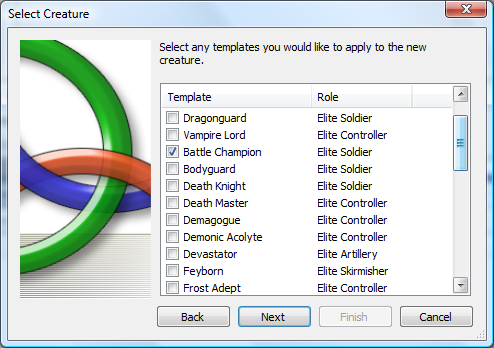 Select Creature
Select any templates you would like to apply to the new
creature.
Template Role
Dragonguard Elite Soldier
Vampire Lord Elite Controller
Battle Champion Elite Soldier
Bodyguard Elite Soldier
Death Knight Elite Soldier
Death Master Elite Controller
Demagogue Elite Controller
Demonic Acolyte Elite Controller
Devastator Elite Artillery
Feyborn Elite Skirmisher
Frost Adept Elite Controller
Back Next Finish Cancel